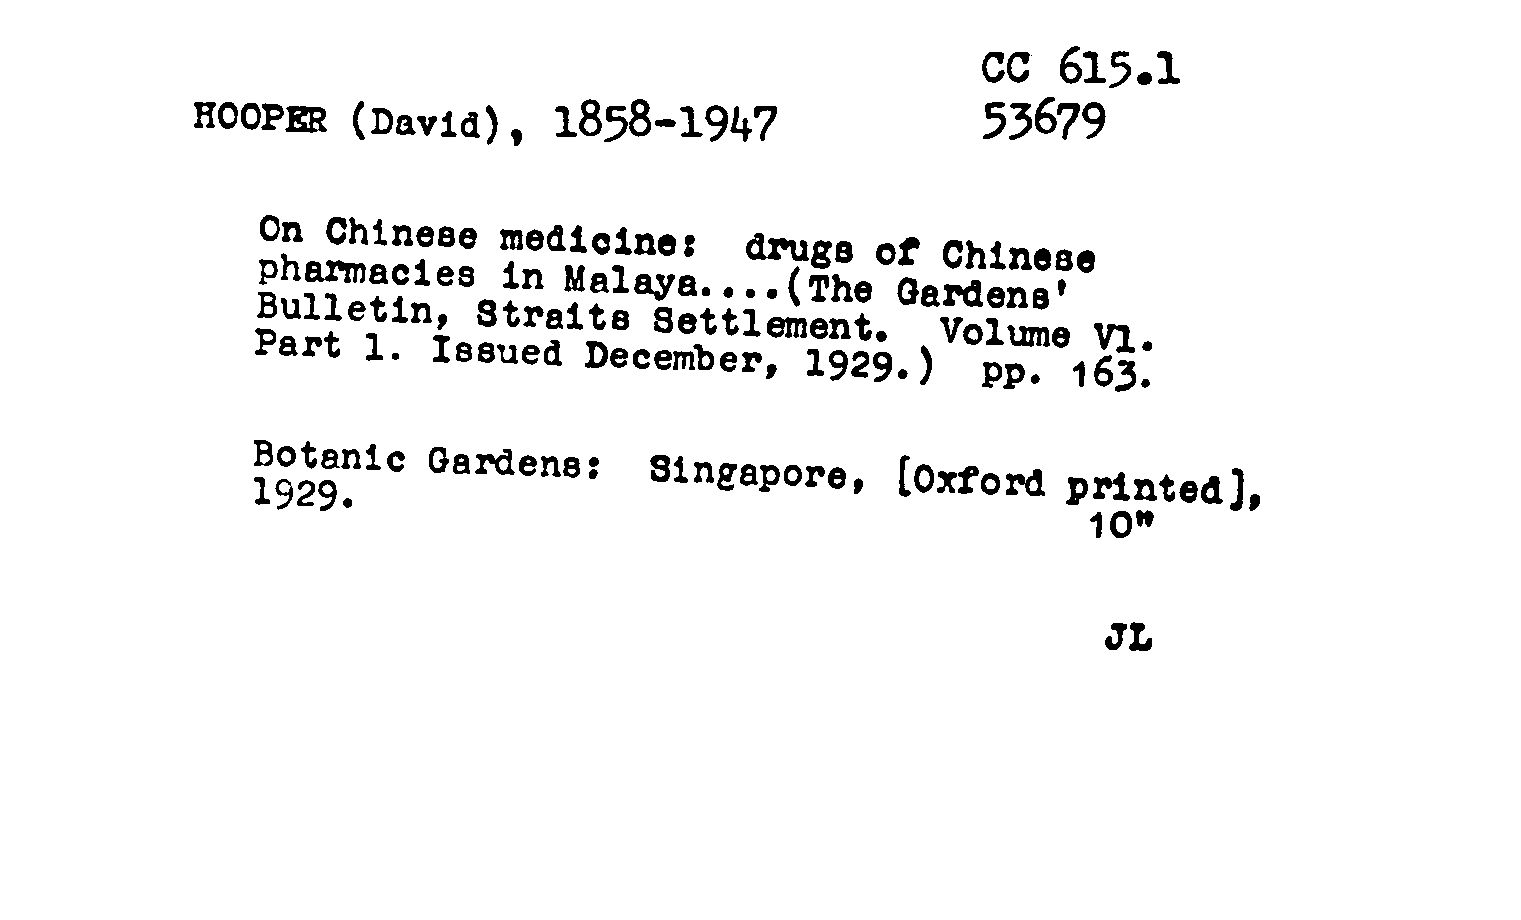 CC 615.1
HOOPER (David), 1858-1947 53679
On Chinese medicine: drugs of Chinese
pharmacies in Malaya....(The Gardens'
Bulletin, Straits Settlement. Volume V1.
Part 1. Issued December, 1929.) pp. 163.
Botanic Gardens: Singapore, [Oxford printed],
1929.
10"
JL